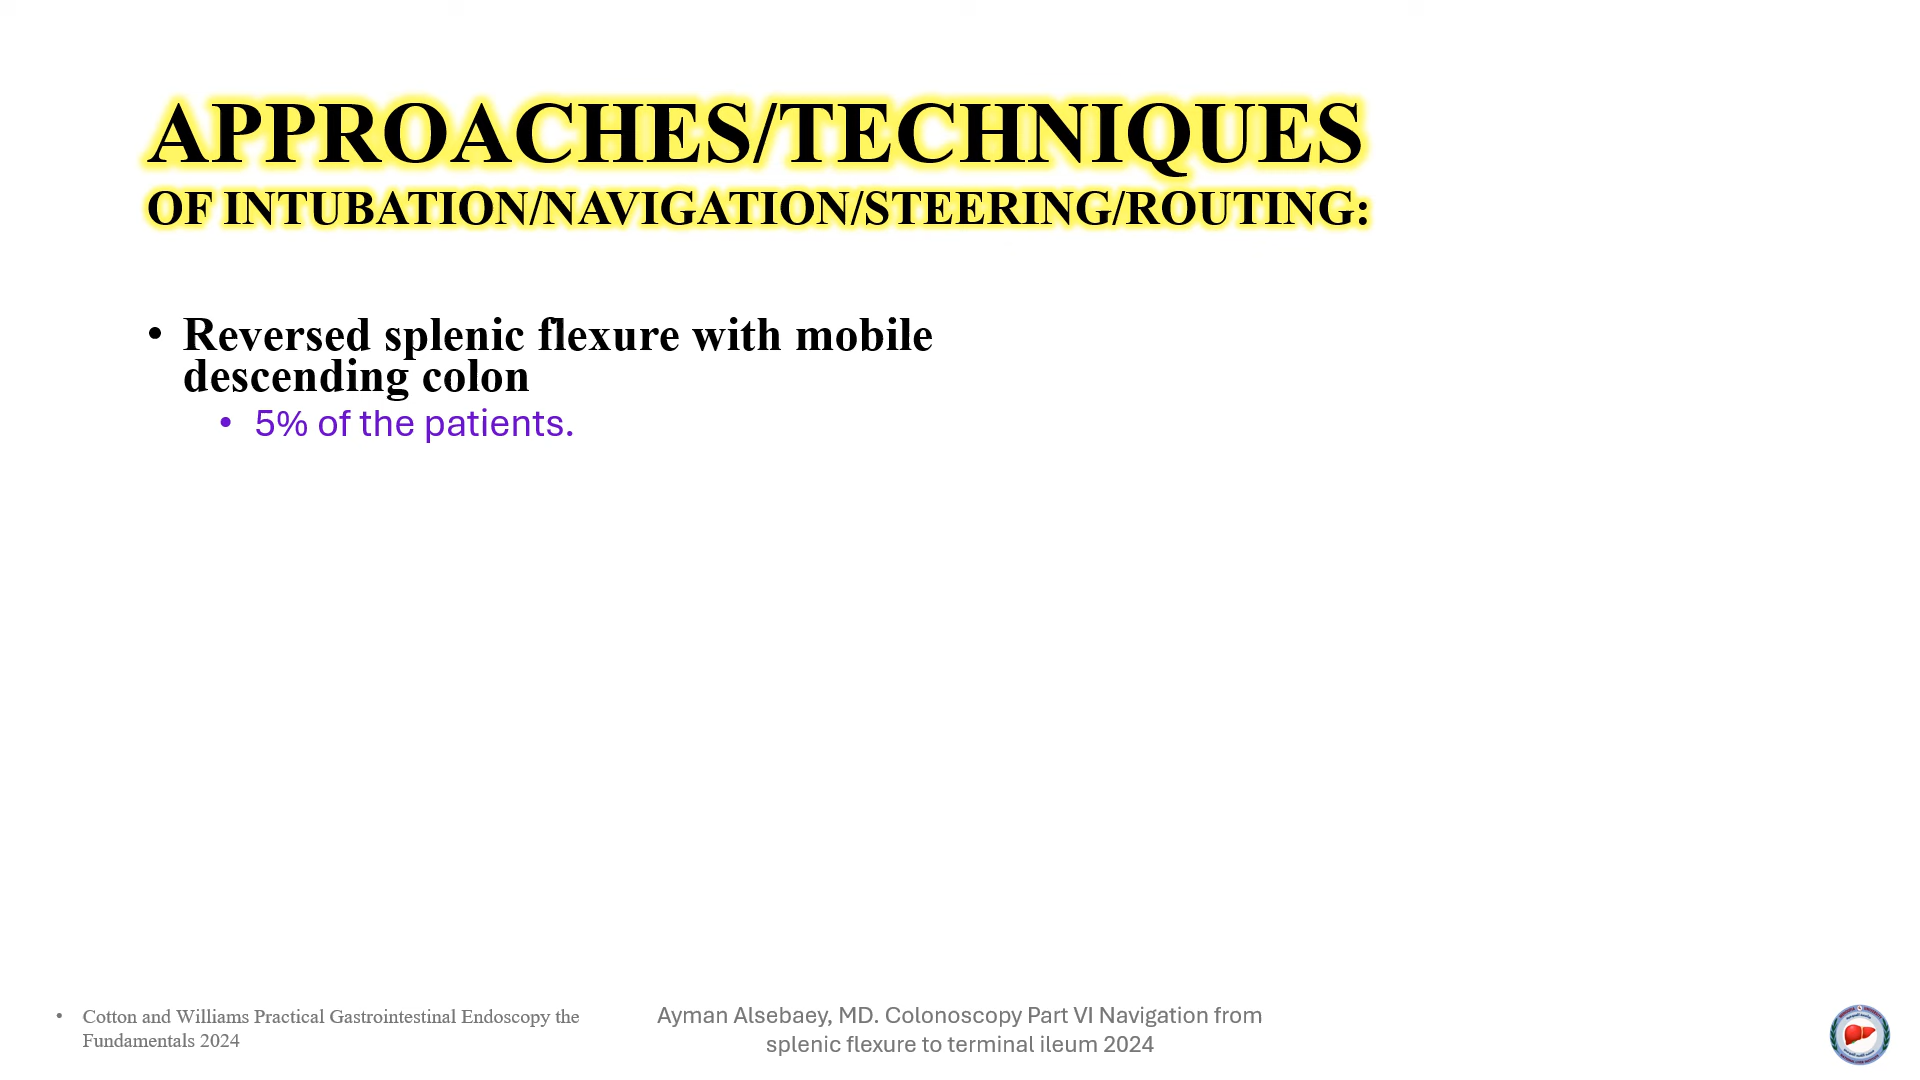 APPROACHES/TECHNIQUES
OF INTUBATION/NAVIGATION/STEERING/ROUTING:
• Reversed splenic flexure with mobile
descending colon
• 5% of the patients.
• Cotton and Williams Practical Gastrointestinal Endoscopy the
Fundamentals 2024
Ayman Alsebaey, MD. Colonoscopy Part VI Navigation from
splenic flexure to terminal ileum 2024